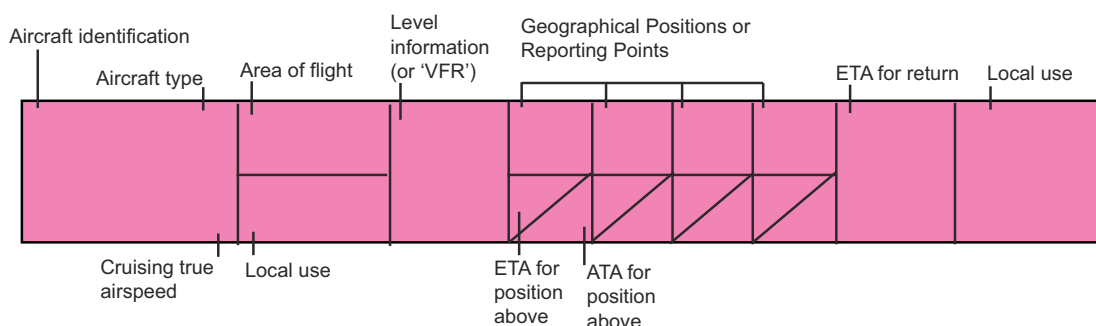 Aircraft identification
Aircraft type
Area of flight
Level
information
(or ‘VFR’)
Geographical Positions or
Reporting Points
ETA for return
Local use
Cruising true
airspeed
Local use
ETA for
position
above
ATA for
position
above